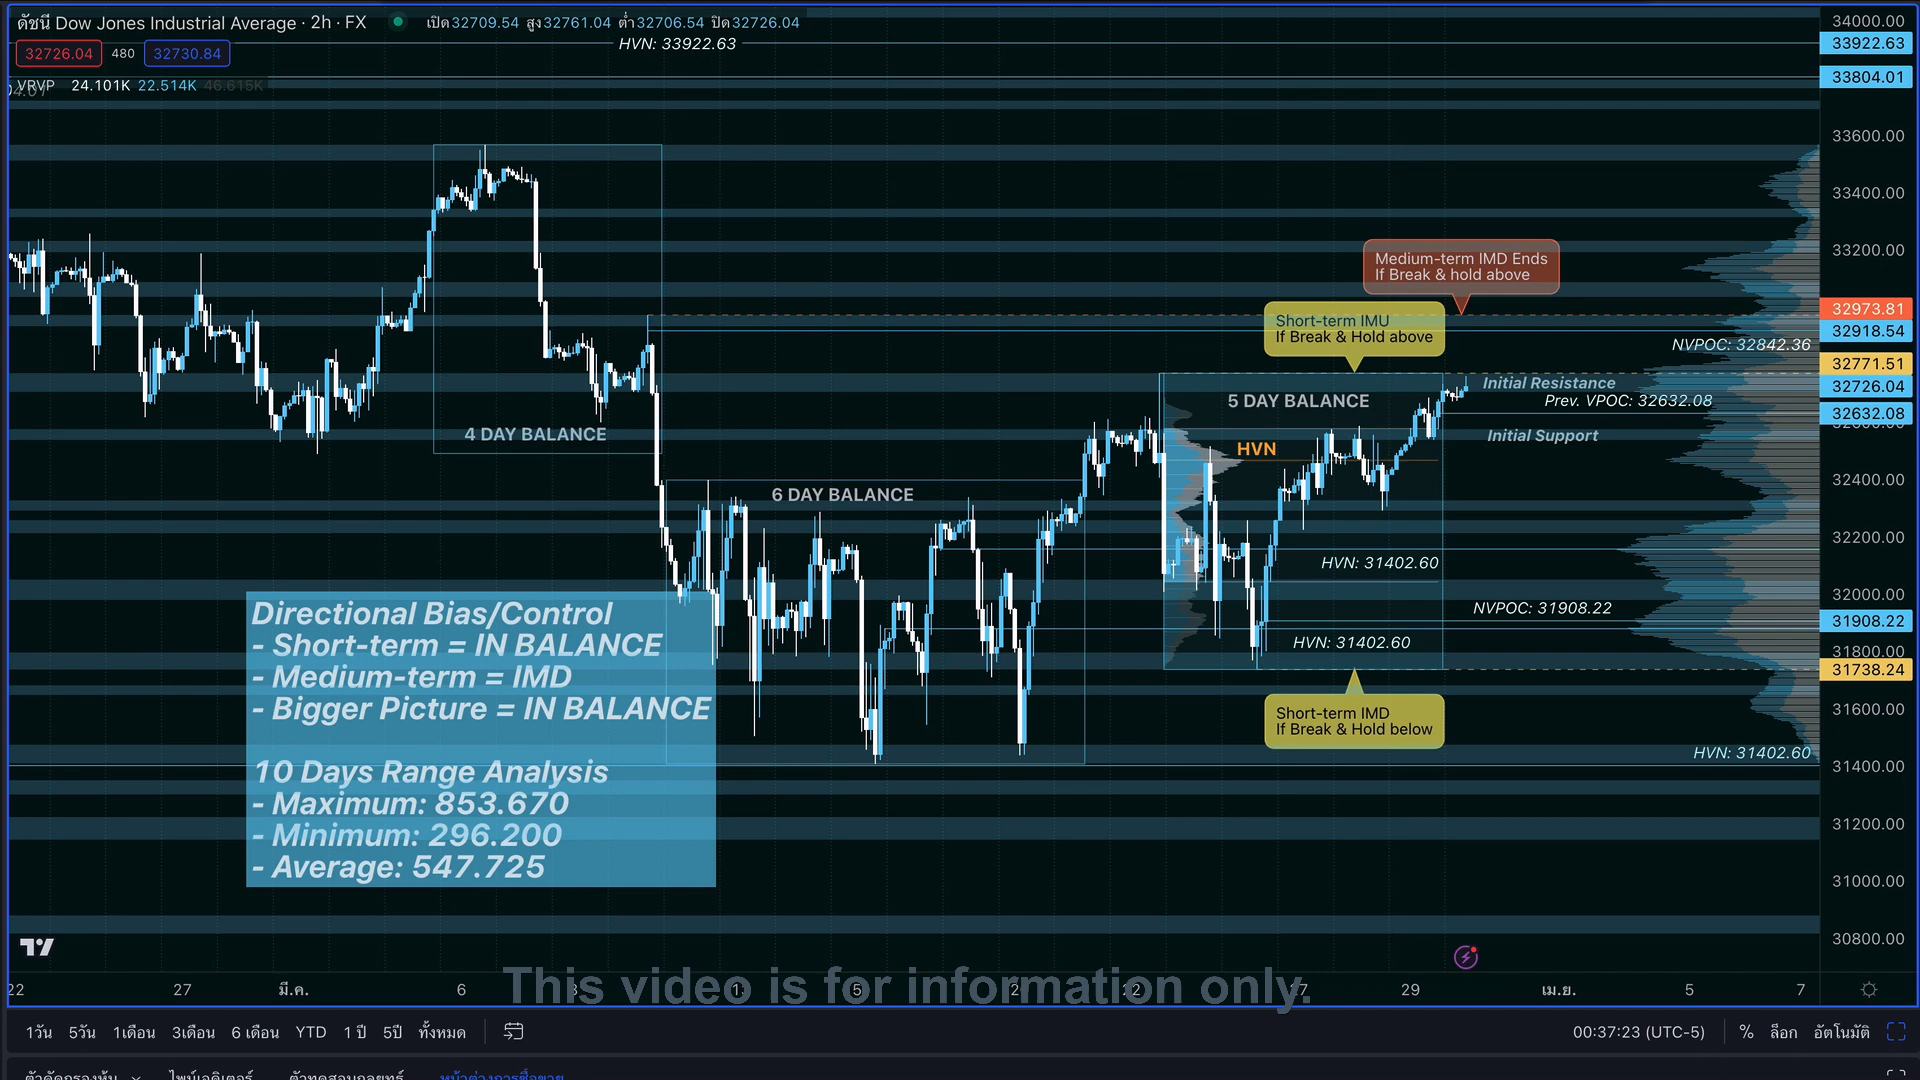 ดัชนี Dow Jones Industrial Average · 2h · FX
เปิด32709.54 สูง32761.04 ต่ำ32706.54 ปิด32726.04
32726.04 480 32730.84
VRVP 24.101K 22.514K 46.615K
HVN: 33922.63
34000.00
33922.63
33804.01
33600.00
33400.00
33200.00
32973.81
32918.54
32771.51
32726.04
32632.08
32400.00
32200.00
32000.00
31908.22
31800.00
31738.24
31600.00
31400.00
31200.00
31000.00
30800.00
Medium-term IMD Ends
If Break & hold above
Short-term IMU
If Break & Hold above
NVPOC: 32842.36
Initial Resistance
Prev. VPOC: 32632.08
Initial Support
5 DAY BALANCE
HVN
4 DAY BALANCE
6 DAY BALANCE
HVN: 31402.60
NVPOC: 31908.22
HVN: 31402.60
Short-term IMD
If Break & Hold below
HVN: 31402.60
Directional Bias/Control
- Short-term = IN BALANCE
- Medium-term = IMD
- Bigger Picture = IN BALANCE
10 Days Range Analysis
- Maximum: 853.670
- Minimum: 296.200
- Average: 547.725
This video is for information only.
22 27 มี.ค. 6 22 27 29 เม.ย. 5 7
1วัน 5วัน 1เดือน 3เดือน 6 เดือน YTD 1 ปี 5ปี ทั้งหมด
00:37:23 (UTC-5) % ล็อก อัตโนมัติ